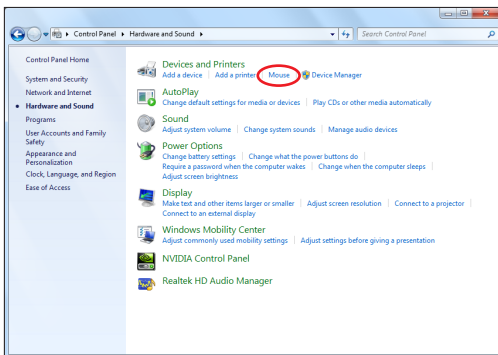 Control Panel ▸ Hardware and Sound ▸
Search Control Panel
Control Panel Home
System and Security
Network and Internet
Hardware and Sound
Programs
User Accounts and Family
Safety
Appearance and
Personalization
Clock, Language, and Region
Ease of Access
Devices and Printers
Add a device | Add a printer | Mouse | Device Manager
AutoPlay
Change default settings for media or devices | Play CDs or other media automatically
Sound
Adjust system volume | Change system sounds | Manage audio devices
Power Options
Change battery settings | Change what the power buttons do |
Require a password when the computer wakes | Change when the computer sleeps |
Adjust screen brightness
Display
Make text and other items larger or smaller | Adjust screen resolution | Connect to a projector |
Connect to an external display
Windows Mobility Center
Adjust commonly used mobility settings | Adjust settings before giving a presentation
NVIDIA Control Panel
Realtek HD Audio Manager